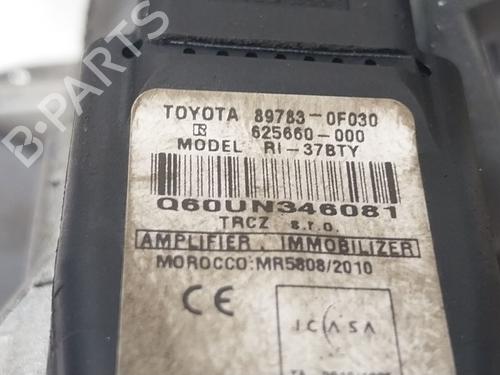 B-PARTS
TOYOTA 89783-0F030
R 625660-000
MODEL RI-37BTY
Q60UN346081
TRCZ s.r.o.
AMPLIFIER, IMMOBILIZER
MOROCCO:MR5808/2010
CE
ICASA